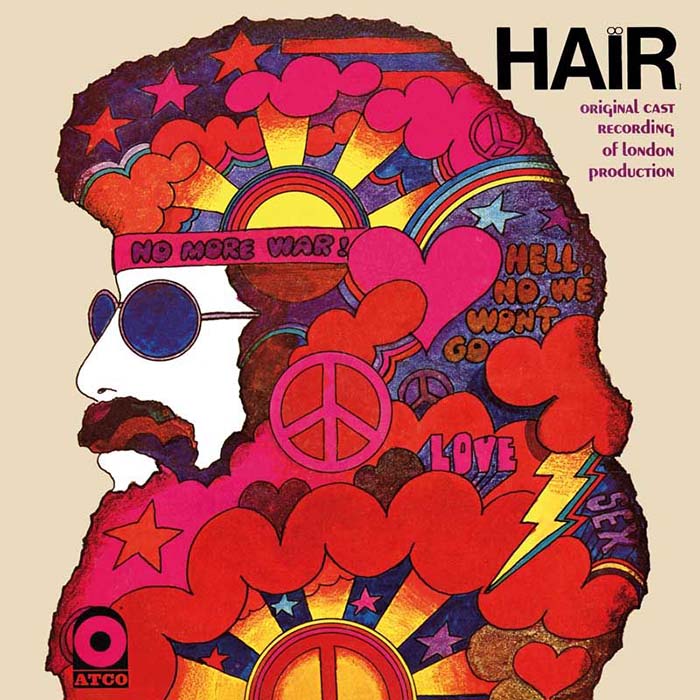 HAÏR
ORIGINAL CAST
RECORDING
OF LONDON
PRODUCTION
NO MORE WAR!
HELL,
NO, WE
WON'T
GO
LOVE
SEX
ATCO